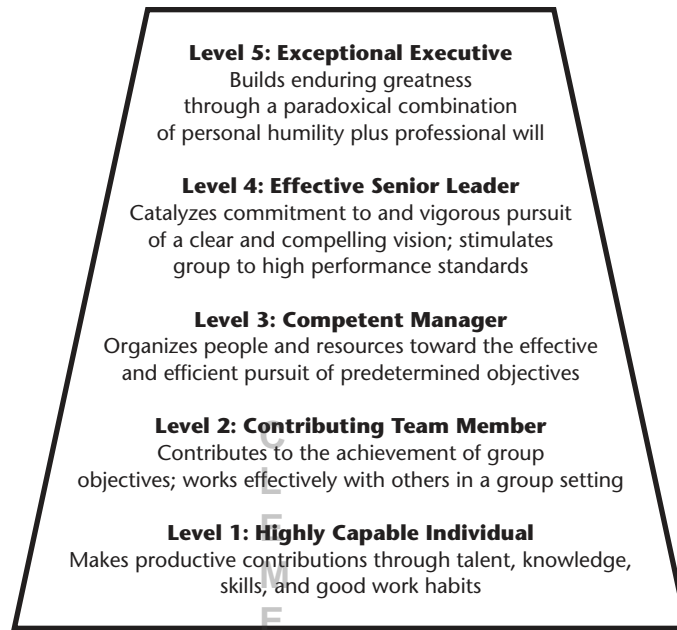 Level 5: Exceptional Executive
Builds enduring greatness
through a paradoxical combination
of personal humility plus professional will
Level 4: Effective Senior Leader
Catalyzes commitment to and vigorous pursuit
of a clear and compelling vision; stimulates
group to high performance standards
Level 3: Competent Manager
Organizes people and resources toward the effective
and efficient pursuit of predetermined objectives
Level 2: Contributing Team Member
Contributes to the achievement of group
objectives; works effectively with others in a group setting
Level 1: Highly Capable Individual
Makes productive contributions through talent, knowledge,
skills, and good work habits
C
L
E
M
E